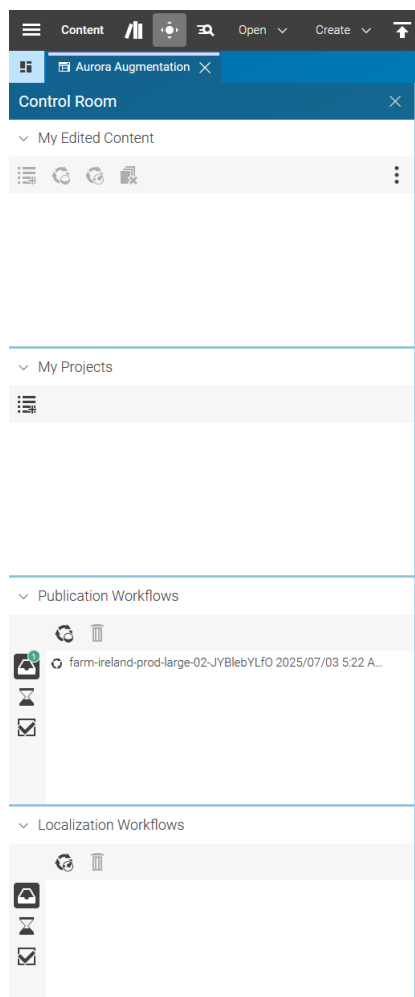 Content Open Create
Aurora Augmentation
Control Room
My Edited Content
My Projects
Publication Workflows
1
farm-ireland-prod-large-02-JYBlebYLfO 2025/07/03 5:22 A...
Localization Workflows